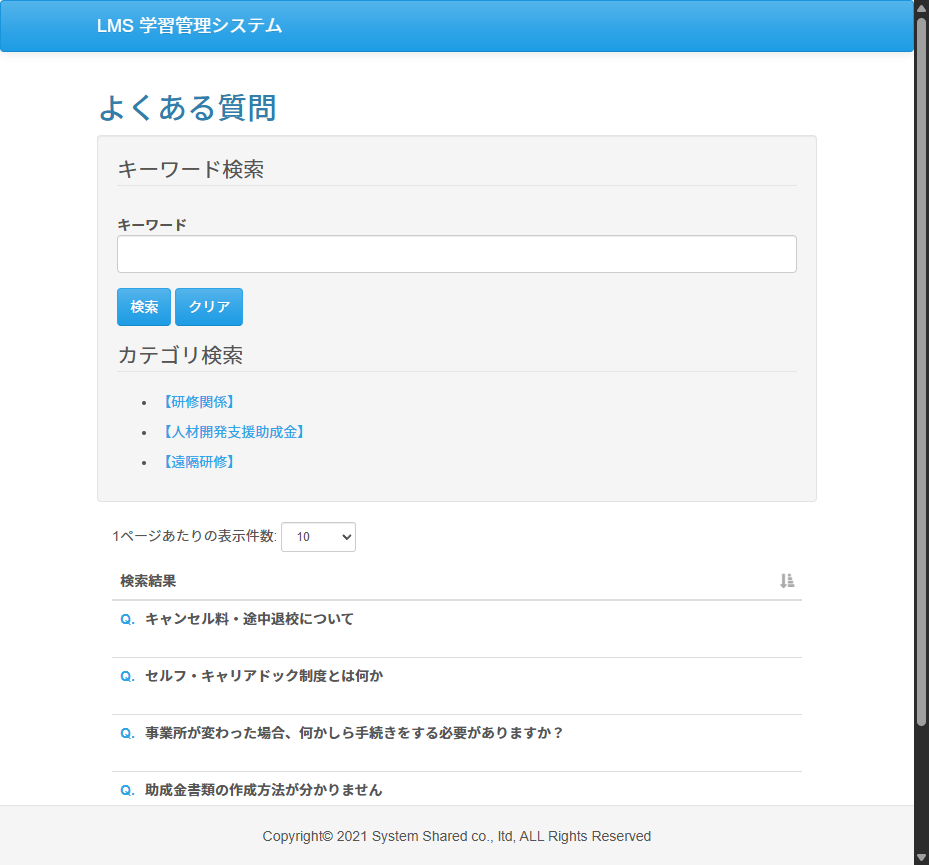 LMS 学習管理システム
よくある質問
キーワード検索
キーワード
検索 クリア
カテゴリ検索
【研修関係】
【人材開発支援助成金】
【遠隔研修】
1ページあたりの表示件数: 10
検索結果
Q. キャンセル料・途中退校について
Q. セルフ・キャリアドック制度とは何か
Q. 事業所が変わった場合、何かしら手続きをする必要がありますか？
Q. 助成金書類の作成方法が分かりません
Copyright© 2021 System Shared co., ltd, ALL Rights Reserved